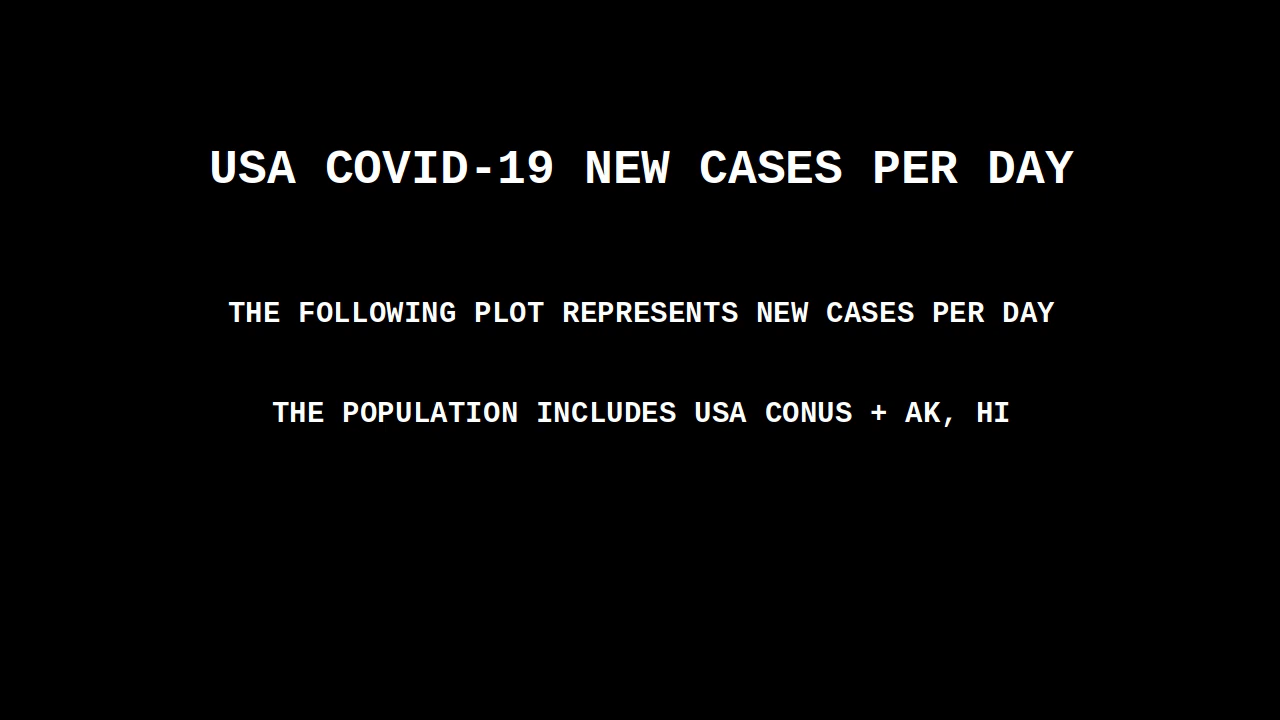 USA COVID-19 NEW CASES PER DAY
THE FOLLOWING PLOT REPRESENTS NEW CASES PER DAY
THE POPULATION INCLUDES USA CONUS + AK, HI